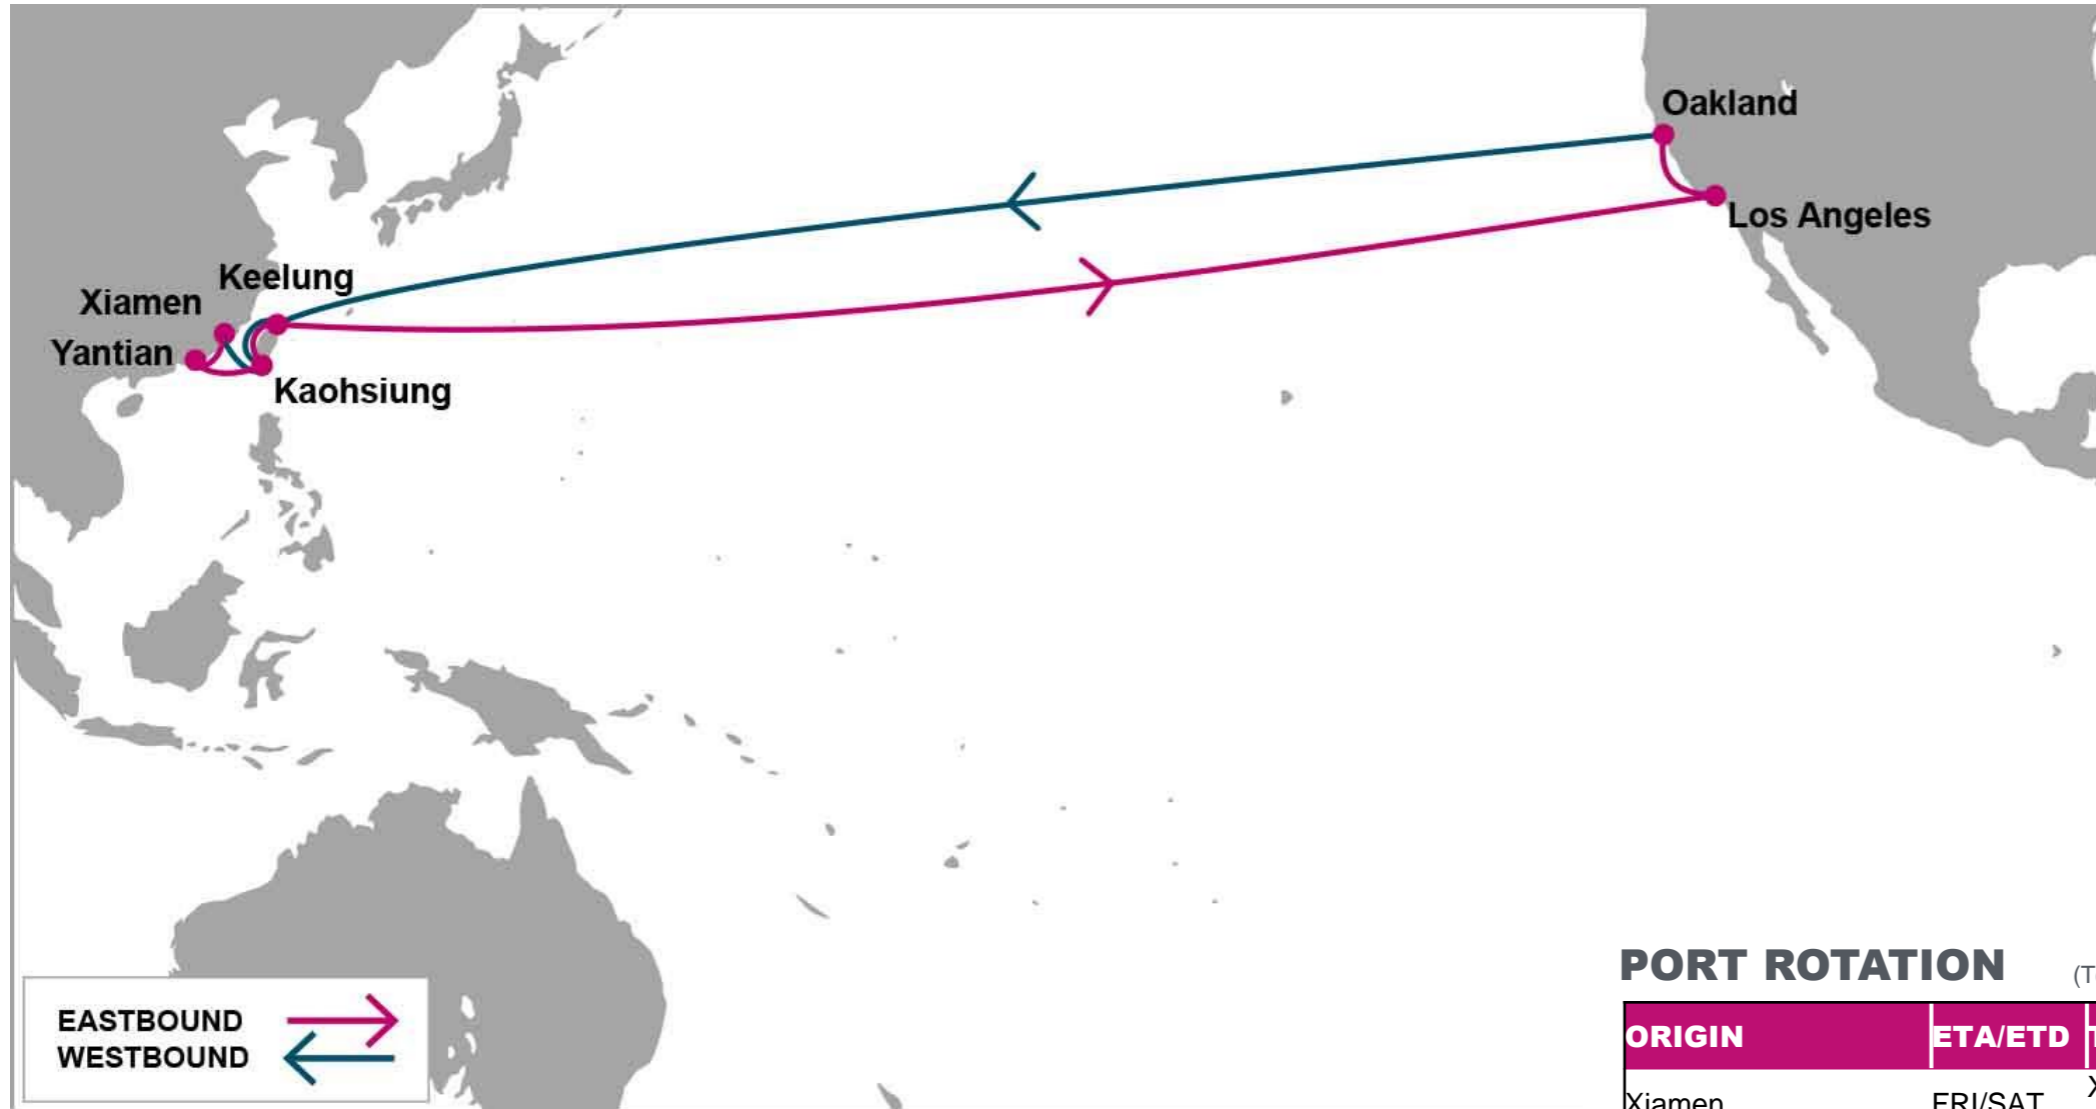 Oakland
Los Angeles
Keelung
Xiamen
Yantian
Kaohsiung
EASTBOUND
WESTBOUND
PORT ROTATION
ORIGIN ETA/ETD
Xiamen FRI/SAT